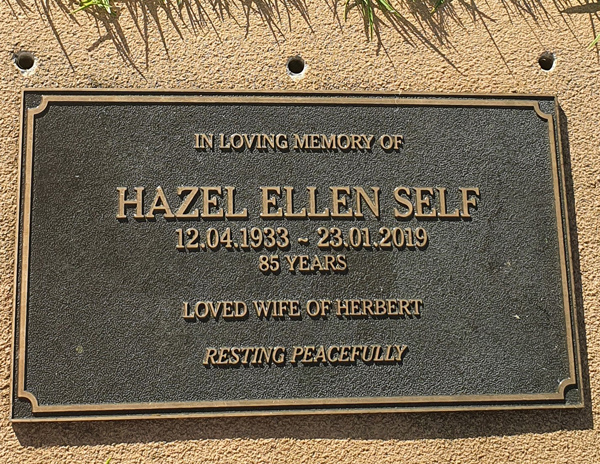 IN LOVING MEMORY OF
HAZEL ELLEN SELF
12.04.1933 ~ 23.01.2019
85 YEARS
LOVED WIFE OF HERBERT
RESTING PEACEFULLY